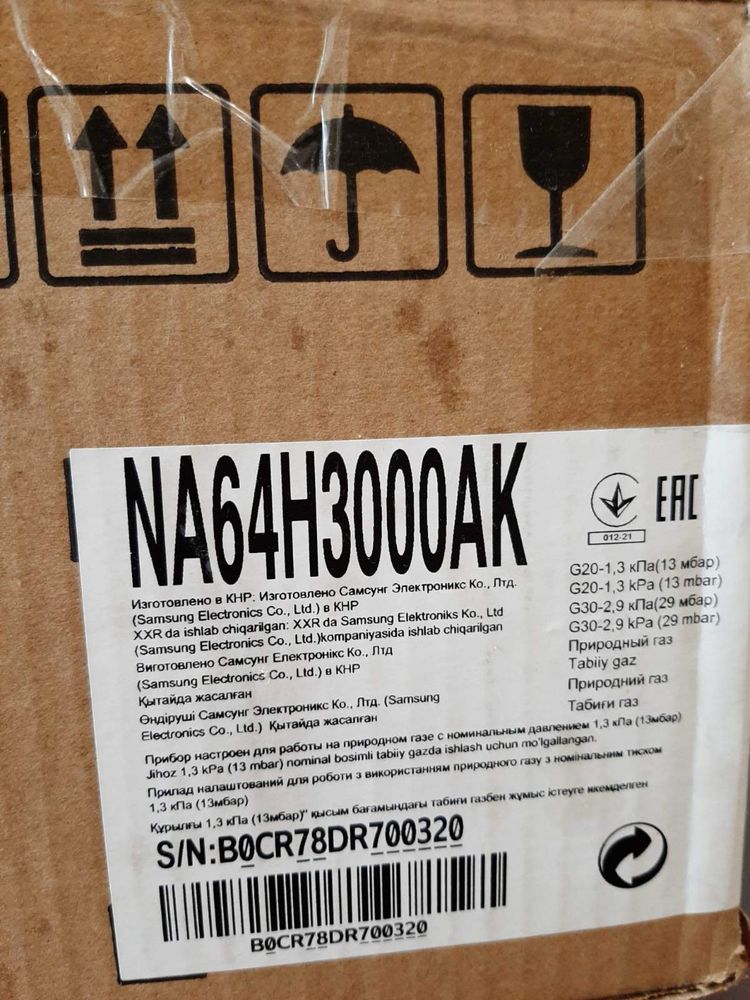 NA64H3000AK
012-21
EAC
Изготовлено в КНР: Изготовлено Самсунг Электроникс Ко., Лтд.
(Samsung Electronics Co., Ltd.) в КНР
XXR da ishlab chiqarilgan: XXR da Samsung Elektroniks Ko., Ltd
(Samsung Electronics Co., Ltd.)kompaniyasida ishlab chiqarilgan
Виготовлено Самсунг Електронікс Ко., Лтд
(Samsung Electronics Co., Ltd.) в КНР
Қытайда жасалған
Өндіруші Самсунг Электроникс Ко., Лтд. (Samsung
Electronics Co., Ltd.) Қытайда жасалған
G20-1,3 кПа(13 мбар)
G20-1,3 kPa (13 mbar)
G30-2,9 кПа(29 мбар)
G30-2,9 kPa (29 mbar)
Природный газ
Tabiiy gaz
Природний газ
Табиғи газ
Прибор настроен для работы на природном газе с номинальным давлением 1,3 кПа (13мбар)
Jihoz 1,3 kPa (13 mbar) nominal bosimli tabiiy gazda ishlash uchun mo'lgallangan.
Прилад налаштований для роботи з використанням природного газу з номінальним тиском
1,3 кПа (13мбар)
Құрылғы 1,3 кПа (13мбар)" қысым бағамындағы табиғи газбен жұмыс істеуге икемделген
S/N:B0CR78DR700320
B0CR78DR700320